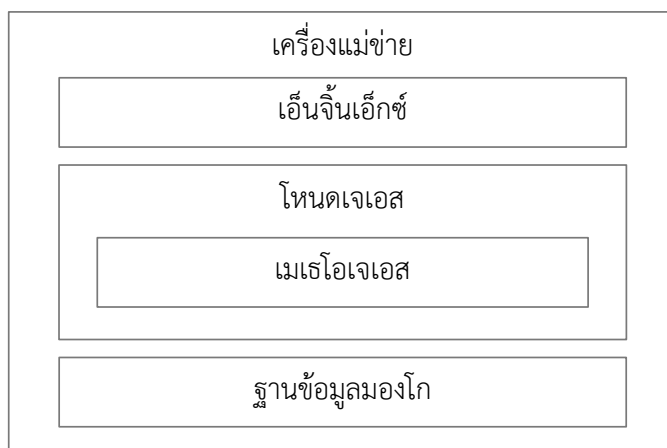 เครื่องแม่ข่าย
เอ็นจิ้นเอ็กซ์
โหนดเจเอส
เมเธโอเจเอส
ฐานข้อมูลมองโก